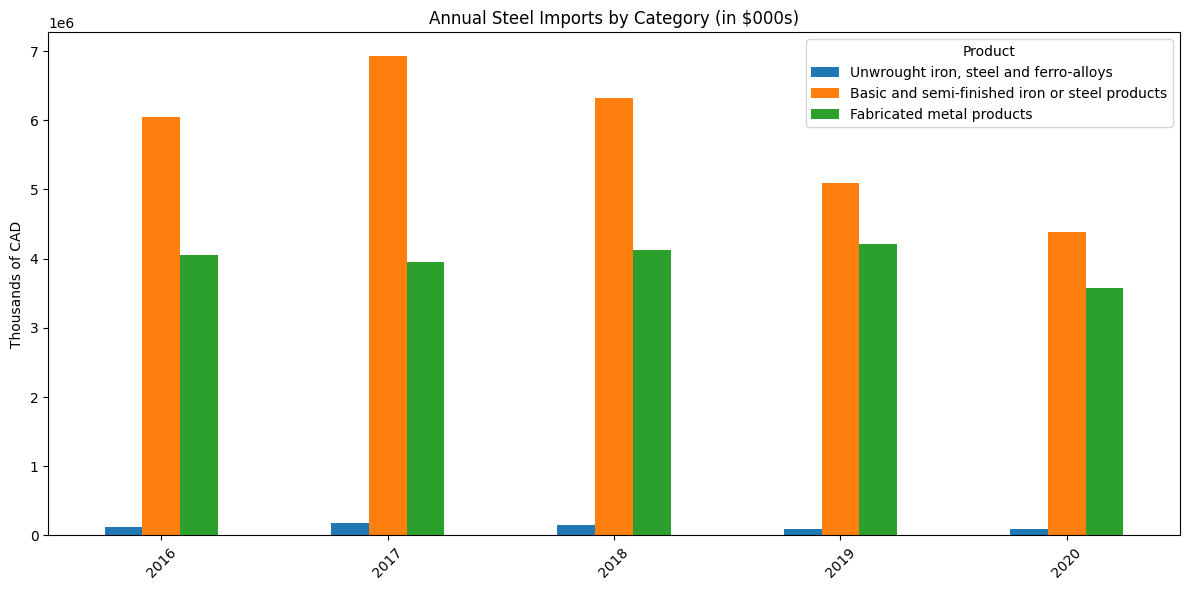 Annual Steel Imports by Category (in $000s)
1e6
Product
Unwrought iron, steel and ferro-alloys
Basic and semi-finished iron or steel products
Fabricated metal products
Thousands of CAD
7
6
5
4
3
2
1
0
2016
2017
2018
2019
2020